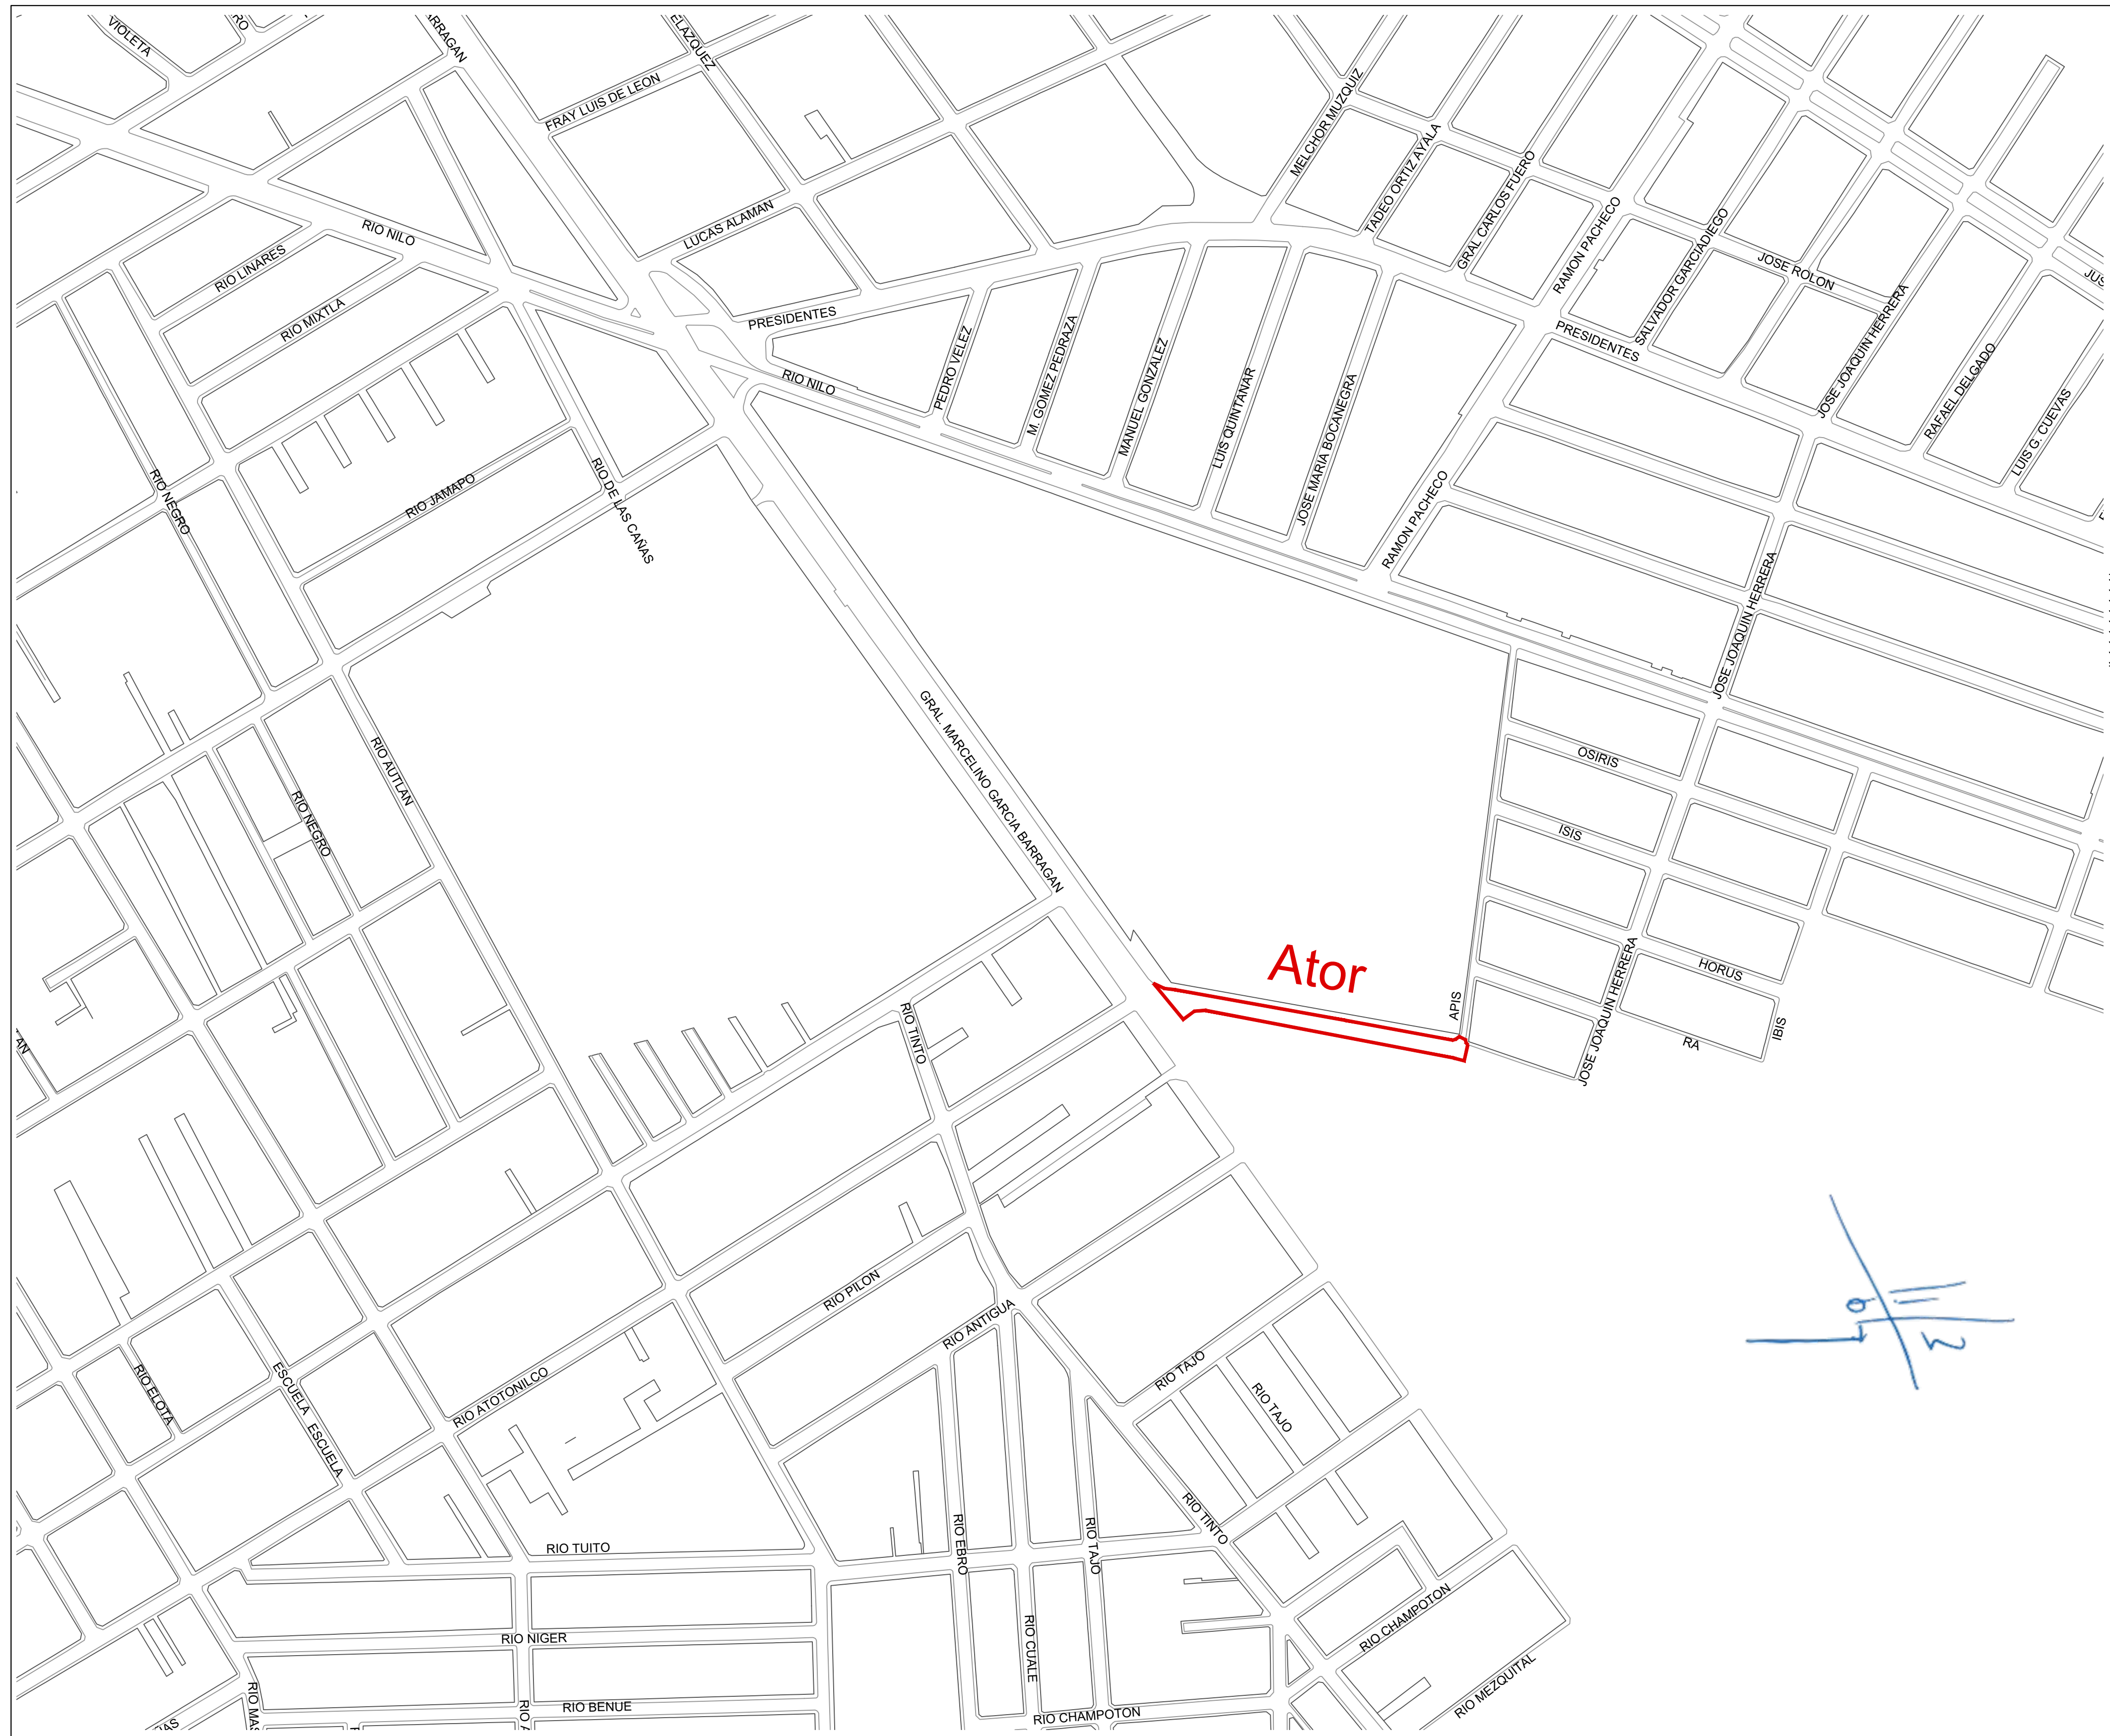 VIOLETA
RO
ARRAGAN
ELAZQUEZ
FRAY LUIS DE LEON
MELCHOR MUZQUIZ
TADEO ORTIZ AYALA
GRAL CARLOS FUERO
RAMON PACHECO
SALVADOR GARCIADIEGO
JOSE ROLON
JUS
LUCAS ALAMAN
RIO NILO
RIO LINARES
RIO MIXTLA
PRESIDENTES
PRESIDENTES
JOSE JOAQUIN HERRERA
RAFAEL DELGADO
LUIS G. CUEVAS
RIO NILO
PEDRO VELEZ
M. GOMEZ PEDRAZA
MANUEL GONZALEZ
LUIS QUINTANAR
JOSE MARIA BOCANEGRA
RAMON PACHECO
RIO NEGRO
RIO JAMAPO
RIO DE LAS CAÑAS
JOSE JOAQUIN HERRERA
GRAL. MARCELINO GARCIA BARRAGAN
RIO AUTLAN
RIO NEGRO
OSIRIS
ISIS
HORUS
JOSE JOAQUIN HERRERA
Ator
APIS
RA
IBIS
AN
RIO TINTO
RIO PILON
RIO ANTIGUA
RIO TAJO
RIO TAJO
RIO ELOTA
ESCUELA
ESCUELA
RIO ATOTONILCO
RIO TINTO
RIO TUITO
RIO EBRO
RIO TAJO
RIO CHAMPOTON
RIO NIGER
RIO CUALE
RIO MEZQUITAL
RIO MAS
RIO A
RIO BENUE
RIO CHAMPOTON